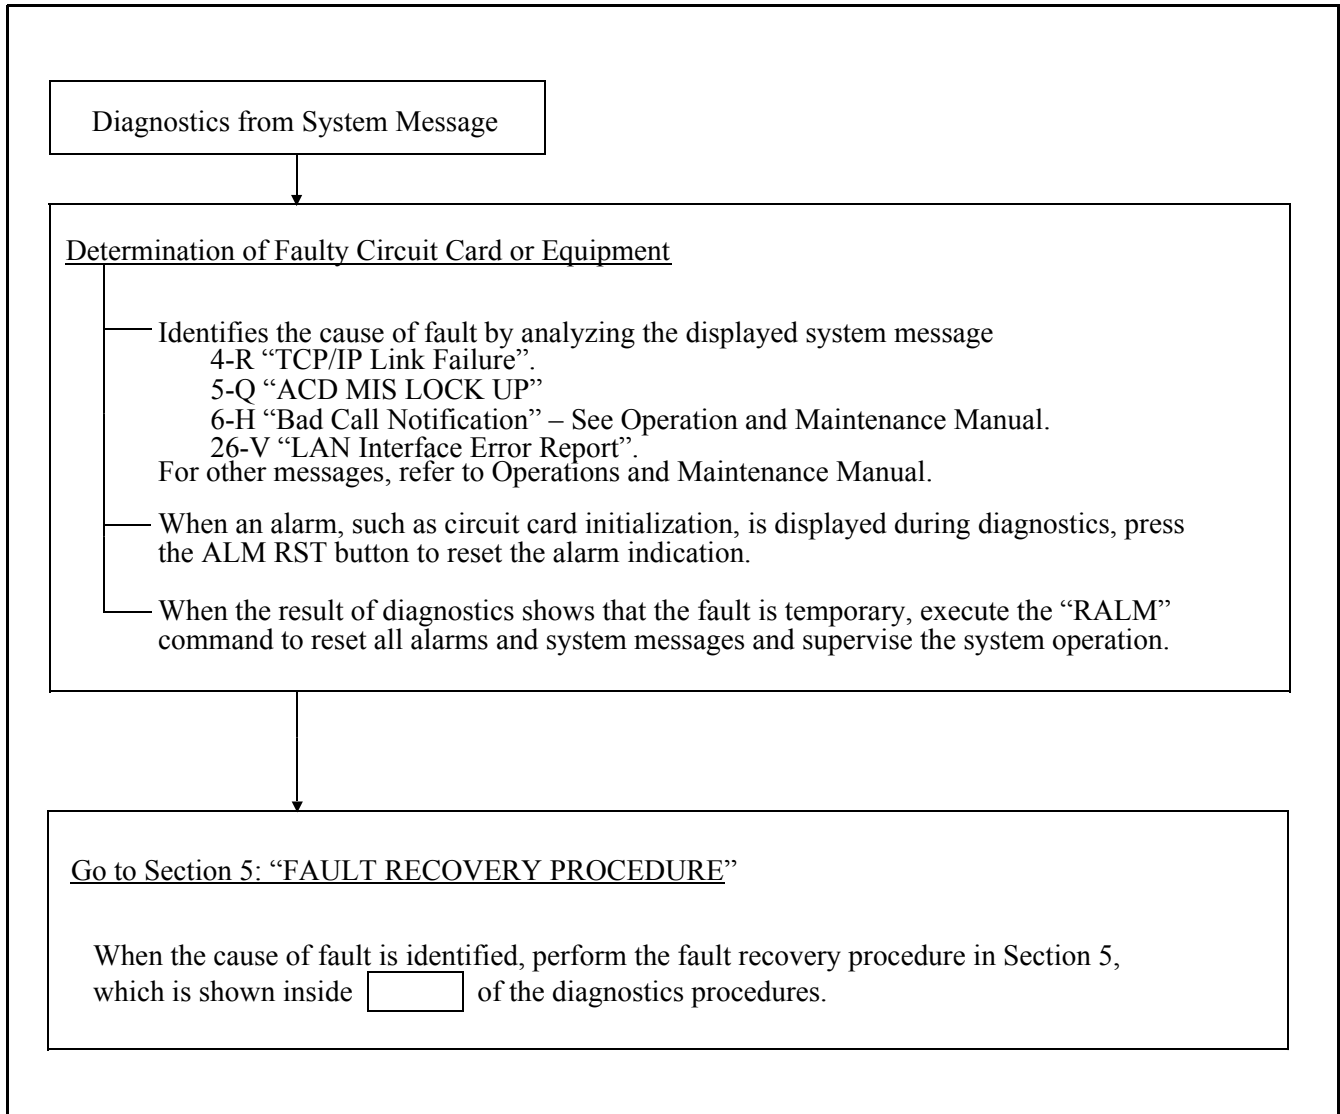 Diagnostics from System Message
Determination of Faulty Circuit Card or Equipment
Identifies the cause of fault by analyzing the displayed system message
4-R “TCP/IP Link Failure”.
5-Q “ACD MIS LOCK UP”
6-H “Bad Call Notification” – See Operation and Maintenance Manual.
26-V “LAN Interface Error Report”.
For other messages, refer to Operations and Maintenance Manual.
When an alarm, such as circuit card initialization, is displayed during diagnostics, press
the ALM RST button to reset the alarm indication.
When the result of diagnostics shows that the fault is temporary, execute the “RALM”
command to reset all alarms and system messages and supervise the system operation.
Go to Section 5: “FAULT RECOVERY PROCEDURE”
When the cause of fault is identified, perform the fault recovery procedure in Section 5,
which is shown inside of the diagnostics procedures.